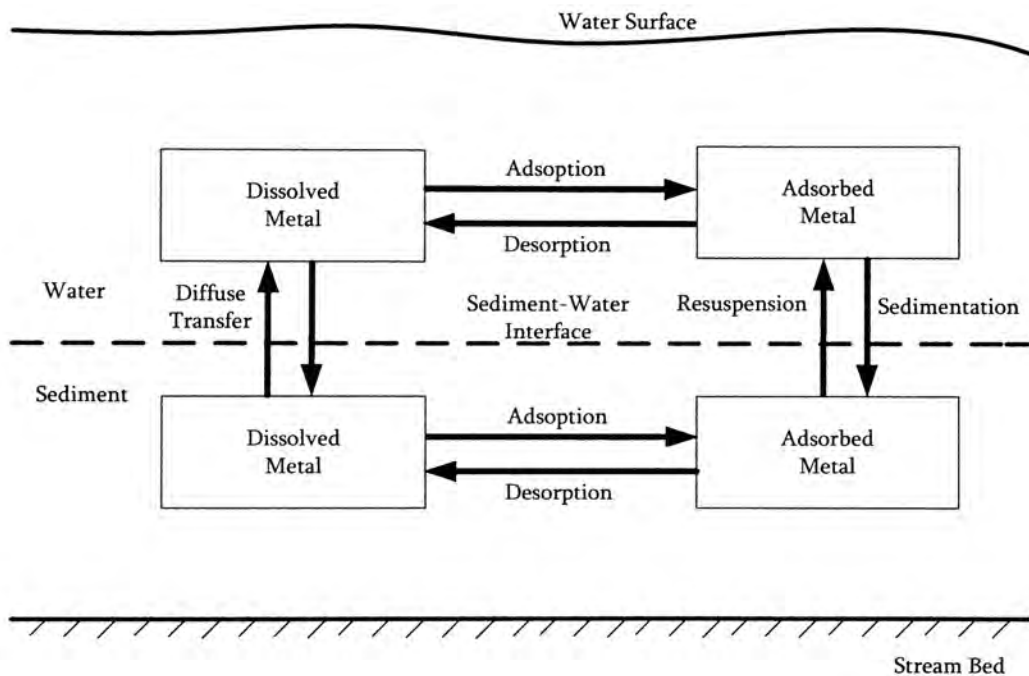 Water Surface
Adsoption
Dissolved
Metal
Adsorbed
Metal
Desorption
Water
Diffuse
Transfer
Sediment-Water
Interface
Resuspension
Sedimentation
Sediment
Adsoption
Dissolved
Metal
Adsorbed
Metal
Desorption
Stream Bed